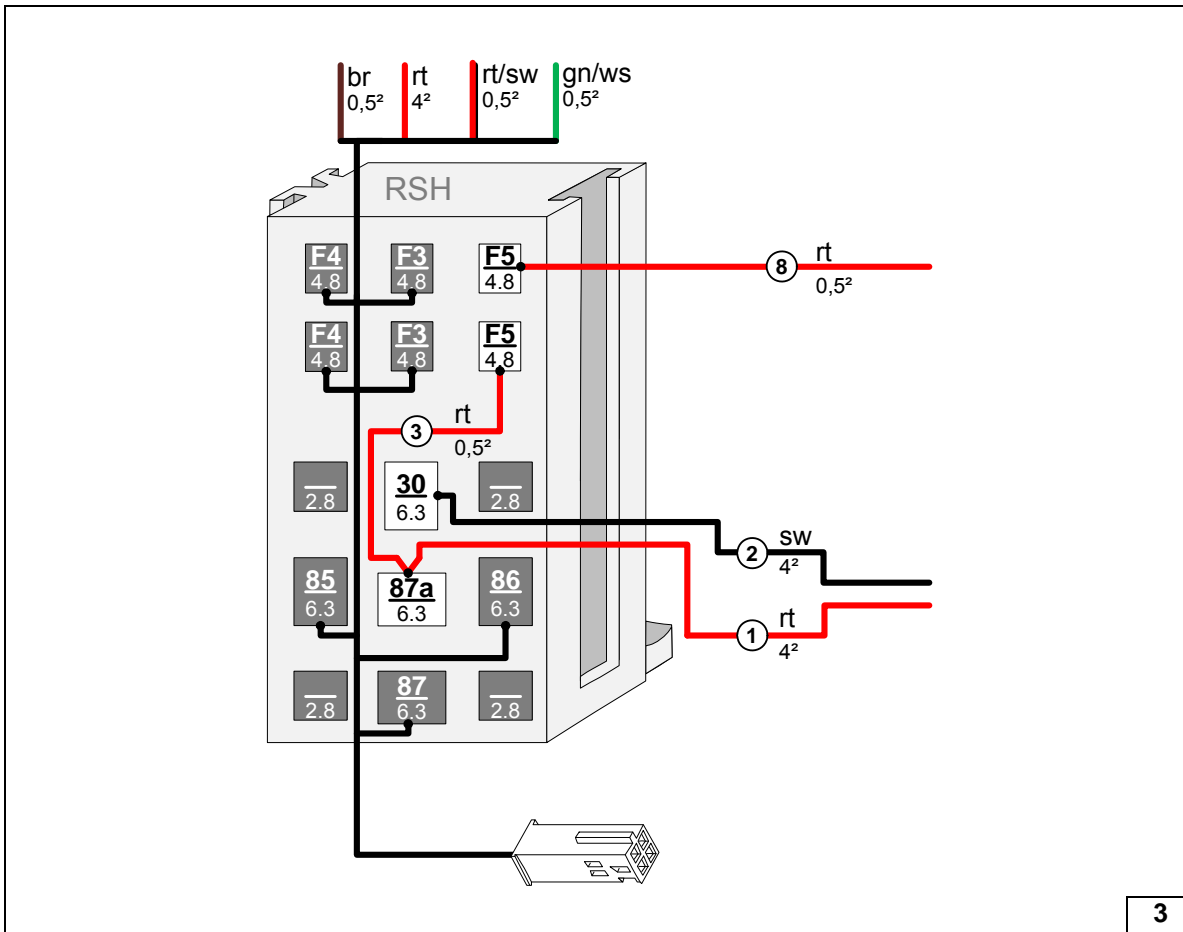 br rt rt/sw gn/ws
0,5² 4² 0,5² 0,5²
RSH
F4 F3 F5
4.8 4.8 4.8
8 rt
0,5²
F4 F3 F5
4.8 4.8 4.8
3 rt
0,5²
30
2.8 6.3 2.8
2 sw
4²
85 87a 86
6.3 6.3 6.3
1 rt
4²
87
2.8 6.3 2.8
3